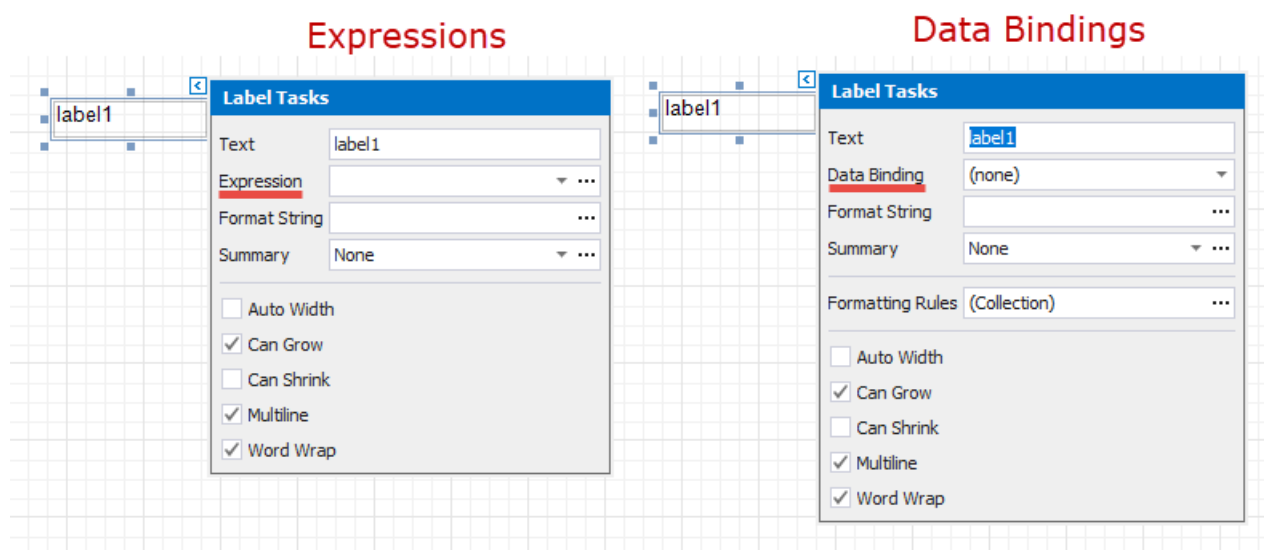 Expressions
label1
Label Tasks
Text label1
Expression
Format String
Summary None
Auto Width
Can Grow
Can Shrink
Multiline
Word Wrap
Data Bindings
label1
Label Tasks
Text label1
Data Binding (none)
Format String
Summary None
Formatting Rules (Collection)
Auto Width
Can Grow
Can Shrink
Multiline
Word Wrap